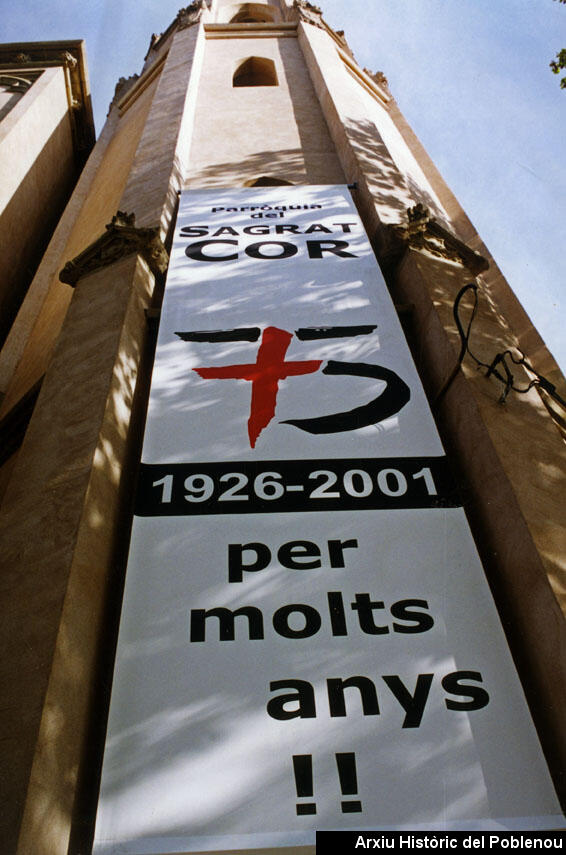 Parròquia
del
SAGRAT
COR
75
1926-2001
per
molts
anys
!!
Arxiu Històric del Poblenou